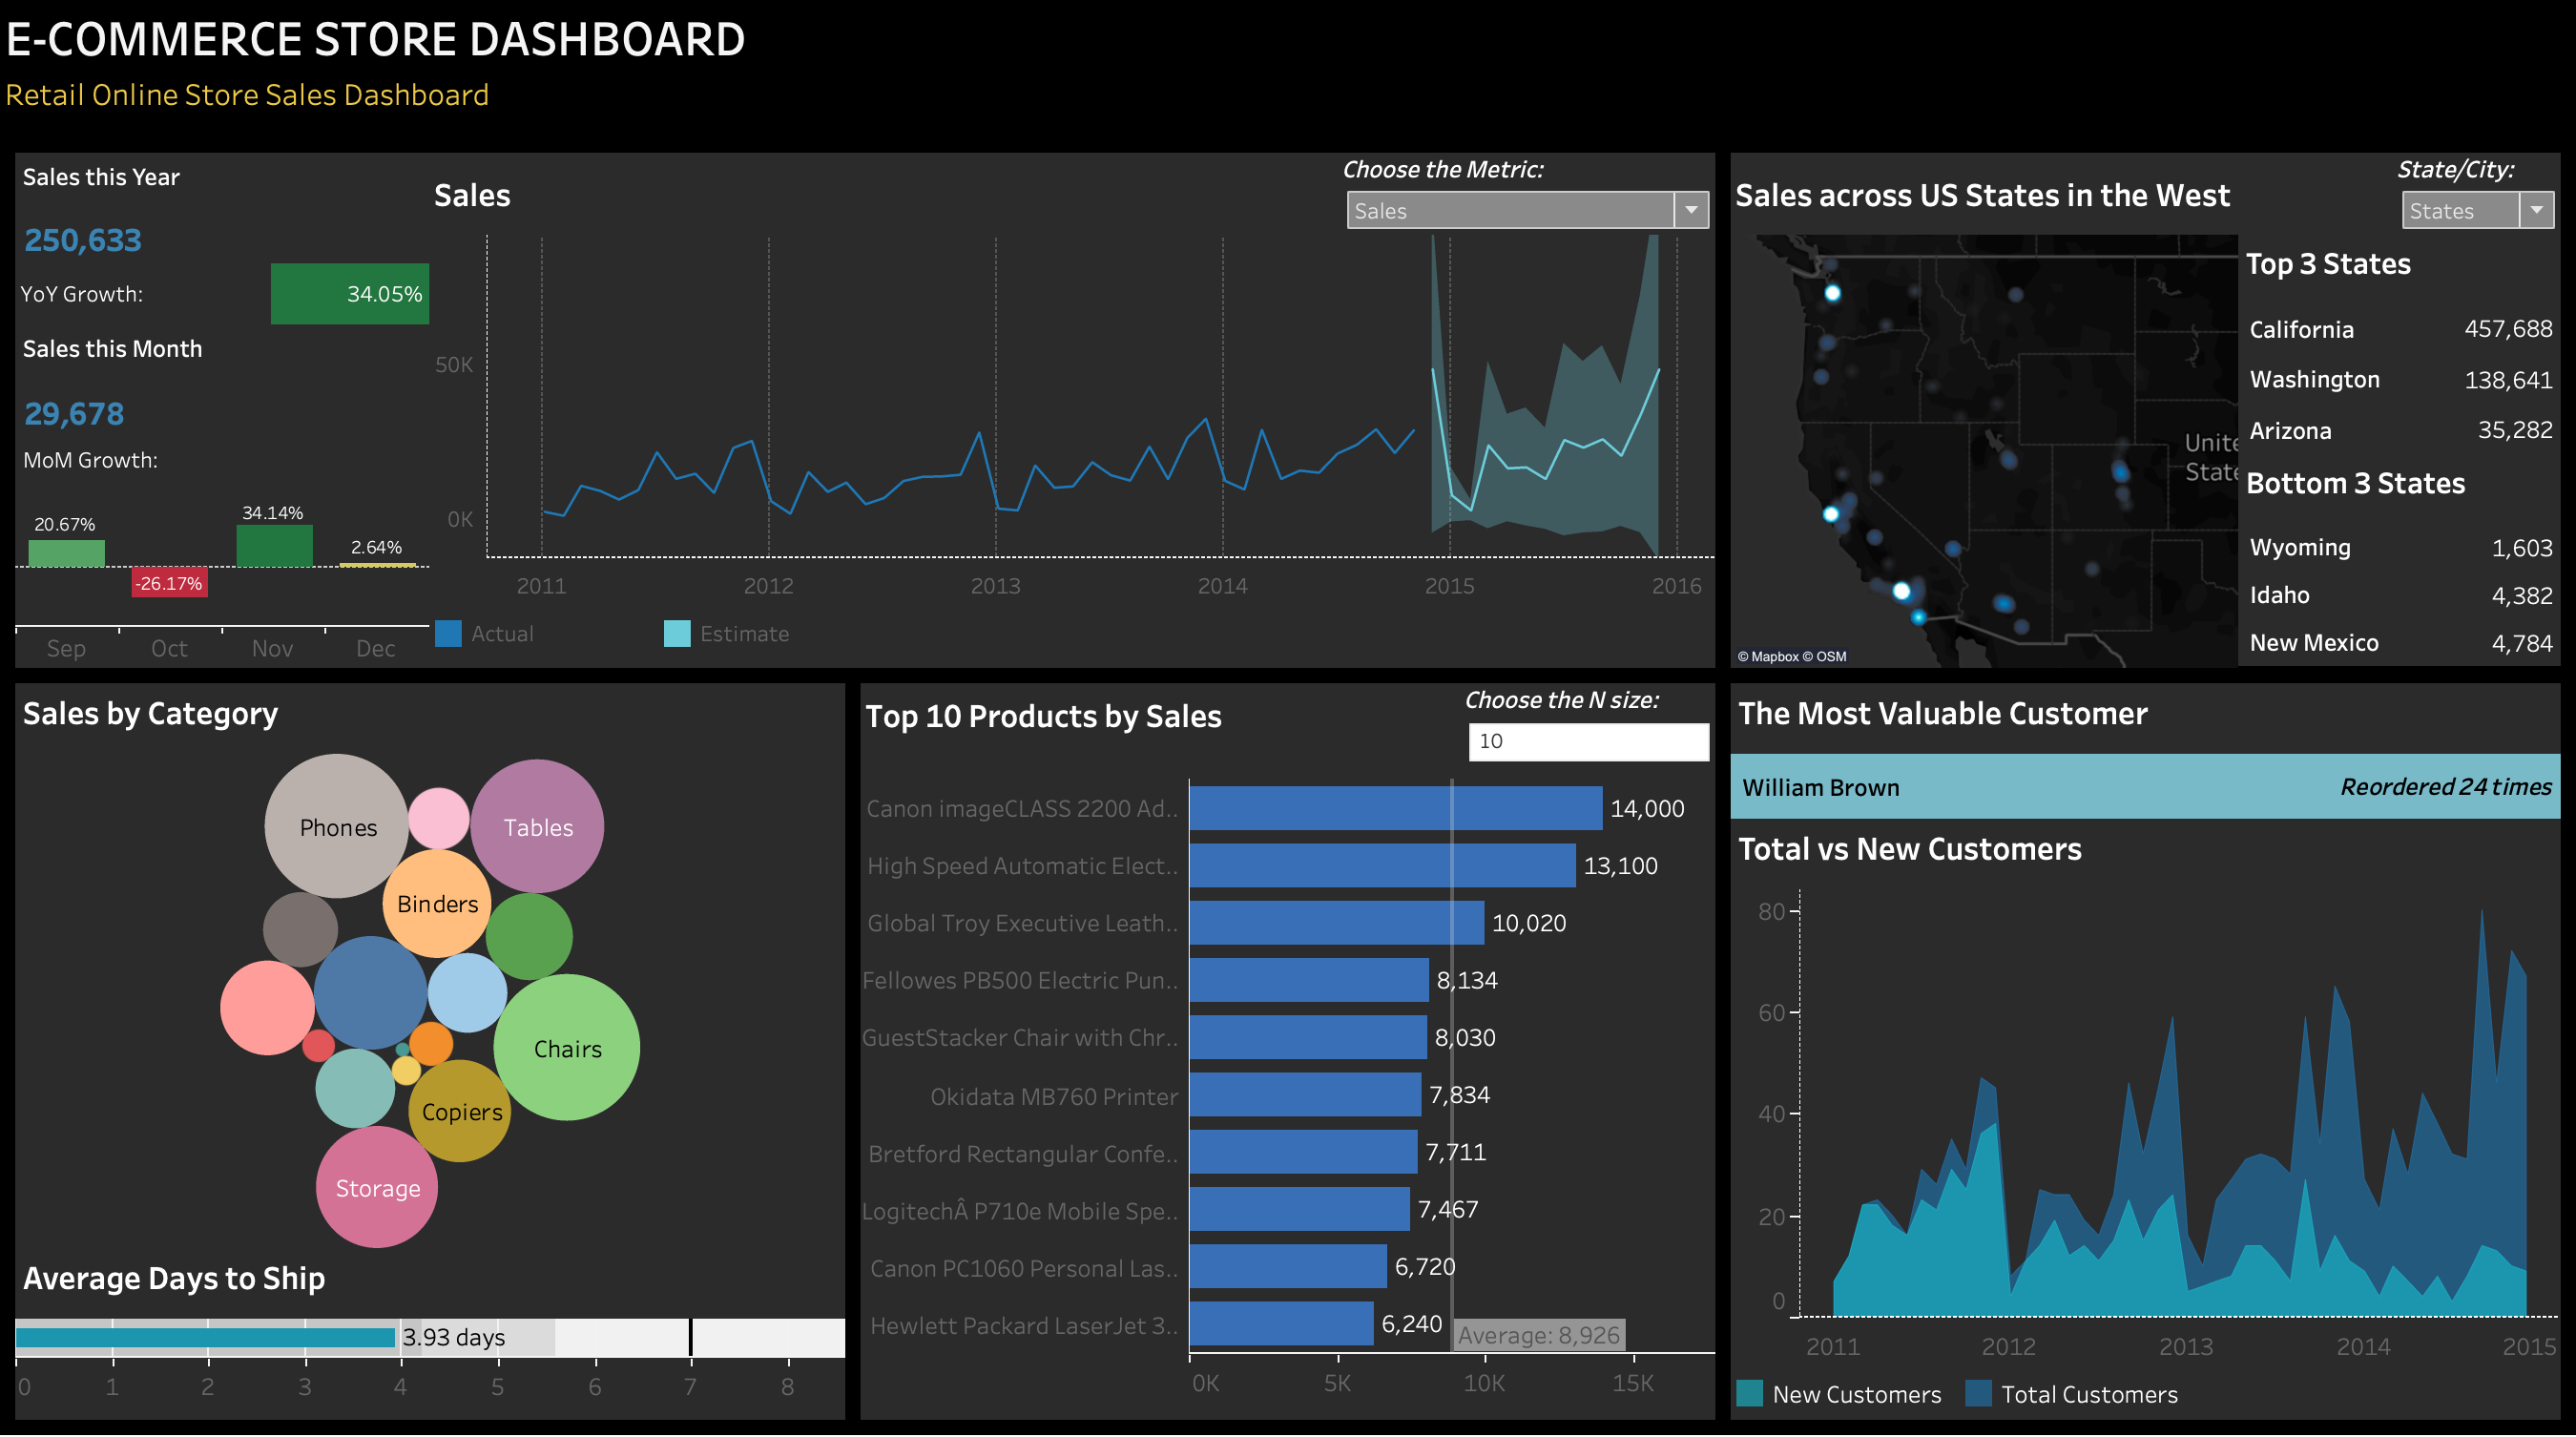 E-COMMERCE STORE DASHBOARD
Retail Online Store Sales Dashboard
Sales this Year
250,633
YoY Growth:
34.05%
Sales this Month
29,678
MoM Growth:
20.67%
-26.17%
34.14%
2.64%
Sep Oct Nov Dec
Sales
Choose the Metric:
Sales
50K
0K
2011 2012 2013 2014 2015 2016
Actual Estimate
Sales across US States in the West
State/City:
States
Unite
State
© Mapbox © OSM
Top 3 States
California 457,688
Washington 138,641
Arizona 35,282
Bottom 3 States
Wyoming 1,603
Idaho 4,382
New Mexico 4,784
Sales by Category
Phones
Tables
Binders
Chairs
Copiers
Storage
Average Days to Ship
3.93 days
0 1 2 3 4 5 6 7 8
Top 10 Products by Sales
Choose the N size:
10
Canon imageCLASS 2200 Ad.. 14,000
High Speed Automatic Elect.. 13,100
Global Troy Executive Leath.. 10,020
Fellowes PB500 Electric Pun.. 8,134
GuestStacker Chair with Chr.. 8,030
Okidata MB760 Printer 7,834
Bretford Rectangular Confe.. 7,711
LogitechÂ P710e Mobile Spe.. 7,467
Canon PC1060 Personal Las.. 6,720
Hewlett Packard LaserJet 3.. 6,240
Average: 8,926
0K 5K 10K 15K
The Most Valuable Customer
William Brown Reordered 24 times
Total vs New Customers
80
60
40
20
0
2011 2012 2013 2014 2015
New Customers Total Customers